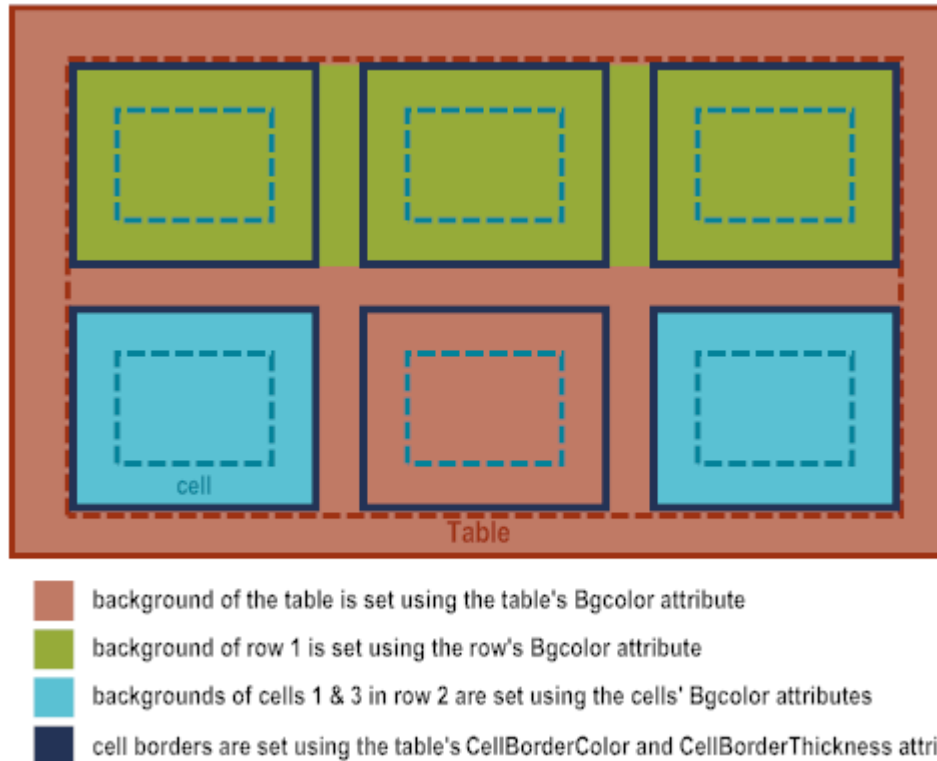 cell
Table
background of the table is set using the table's Bgcolor attribute
background of row 1 is set using the row's Bgcolor attribute
backgrounds of cells 1 & 3 in row 2 are set using the cells' Bgcolor attributes
cell borders are set using the table's CellBorderColor and CellBorderThickness attri